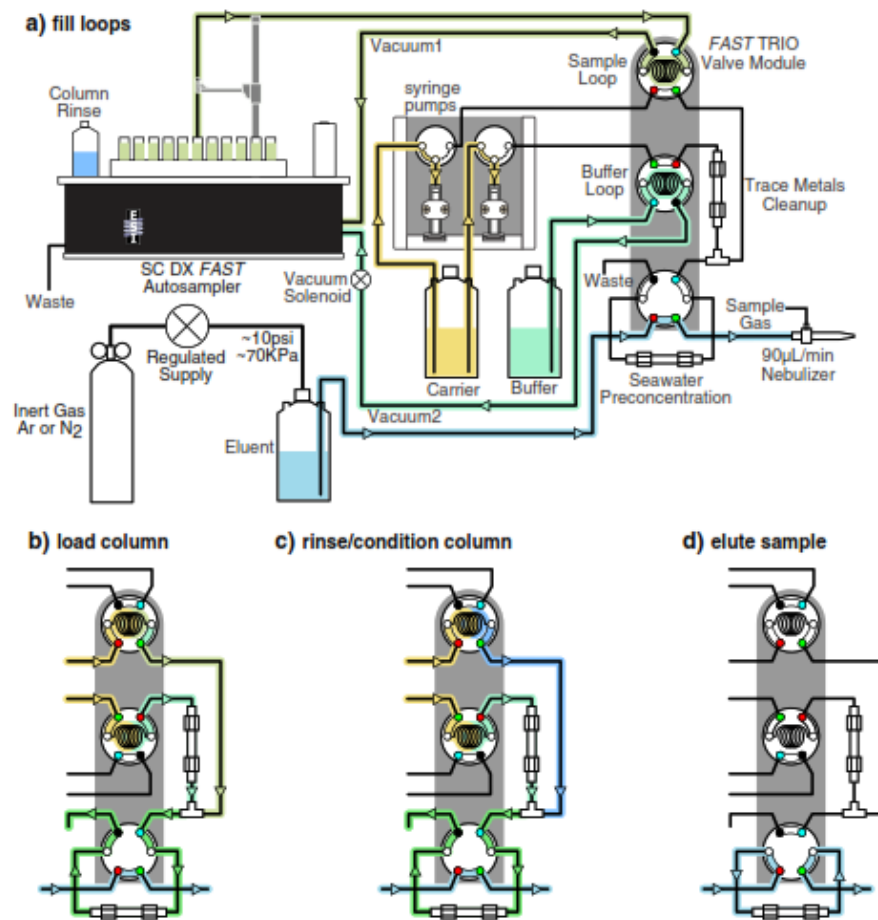 a) fill loops
Vacuum1
FAST TRIO
Valve Module
Sample
Loop
syringe
pumps
Column
Rinse
Buffer
Loop
Trace Metals
Cleanup
ESI
SC DX FAST
Autosampler
Waste
Vacuum
Solenoid
Waste
Sample
Gas
~10psi
~70KPa
Regulated
Supply
Carrier
Buffer
Seawater
Preconcentration
90µL/min
Nebulizer
Inert Gas
Ar or N2
Eluent
Vacuum2
b) load column
c) rinse/condition column
d) elute sample